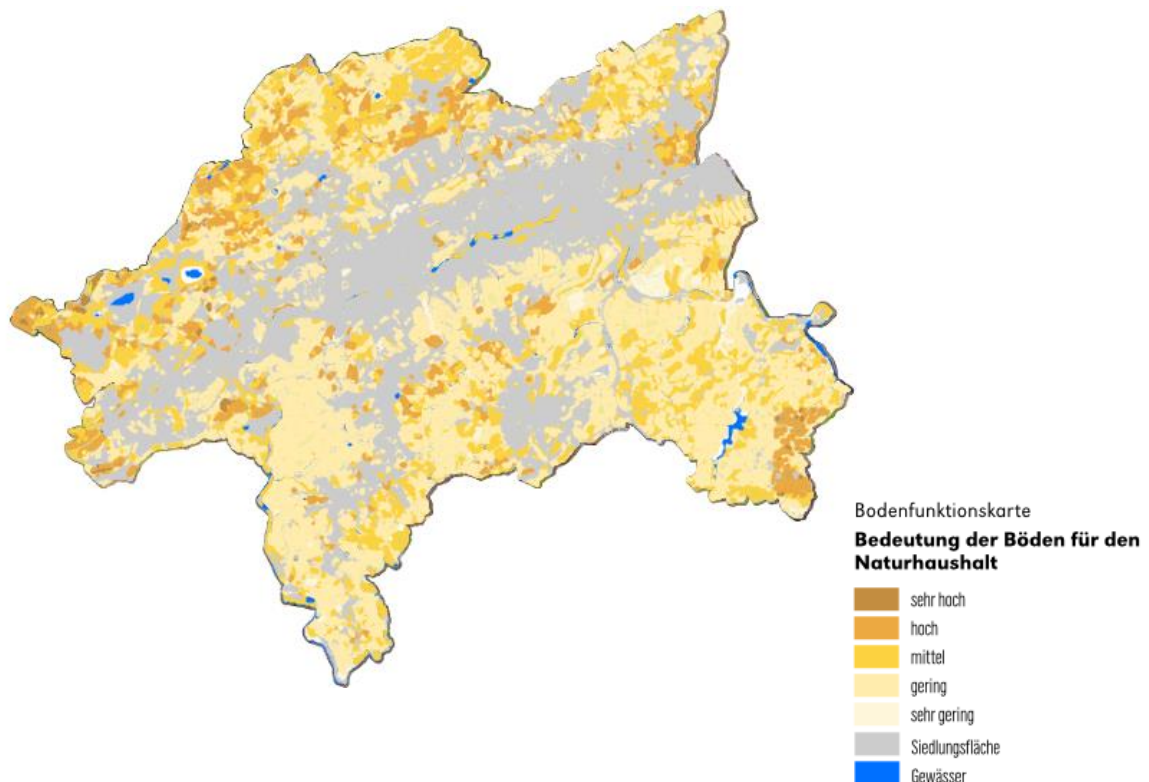 Bodenfunktionskarte
Bedeutung der Böden für den
Naturhaushalt
sehr hoch
hoch
mittel
gering
sehr gering
Siedlungsfläche
Gewässer